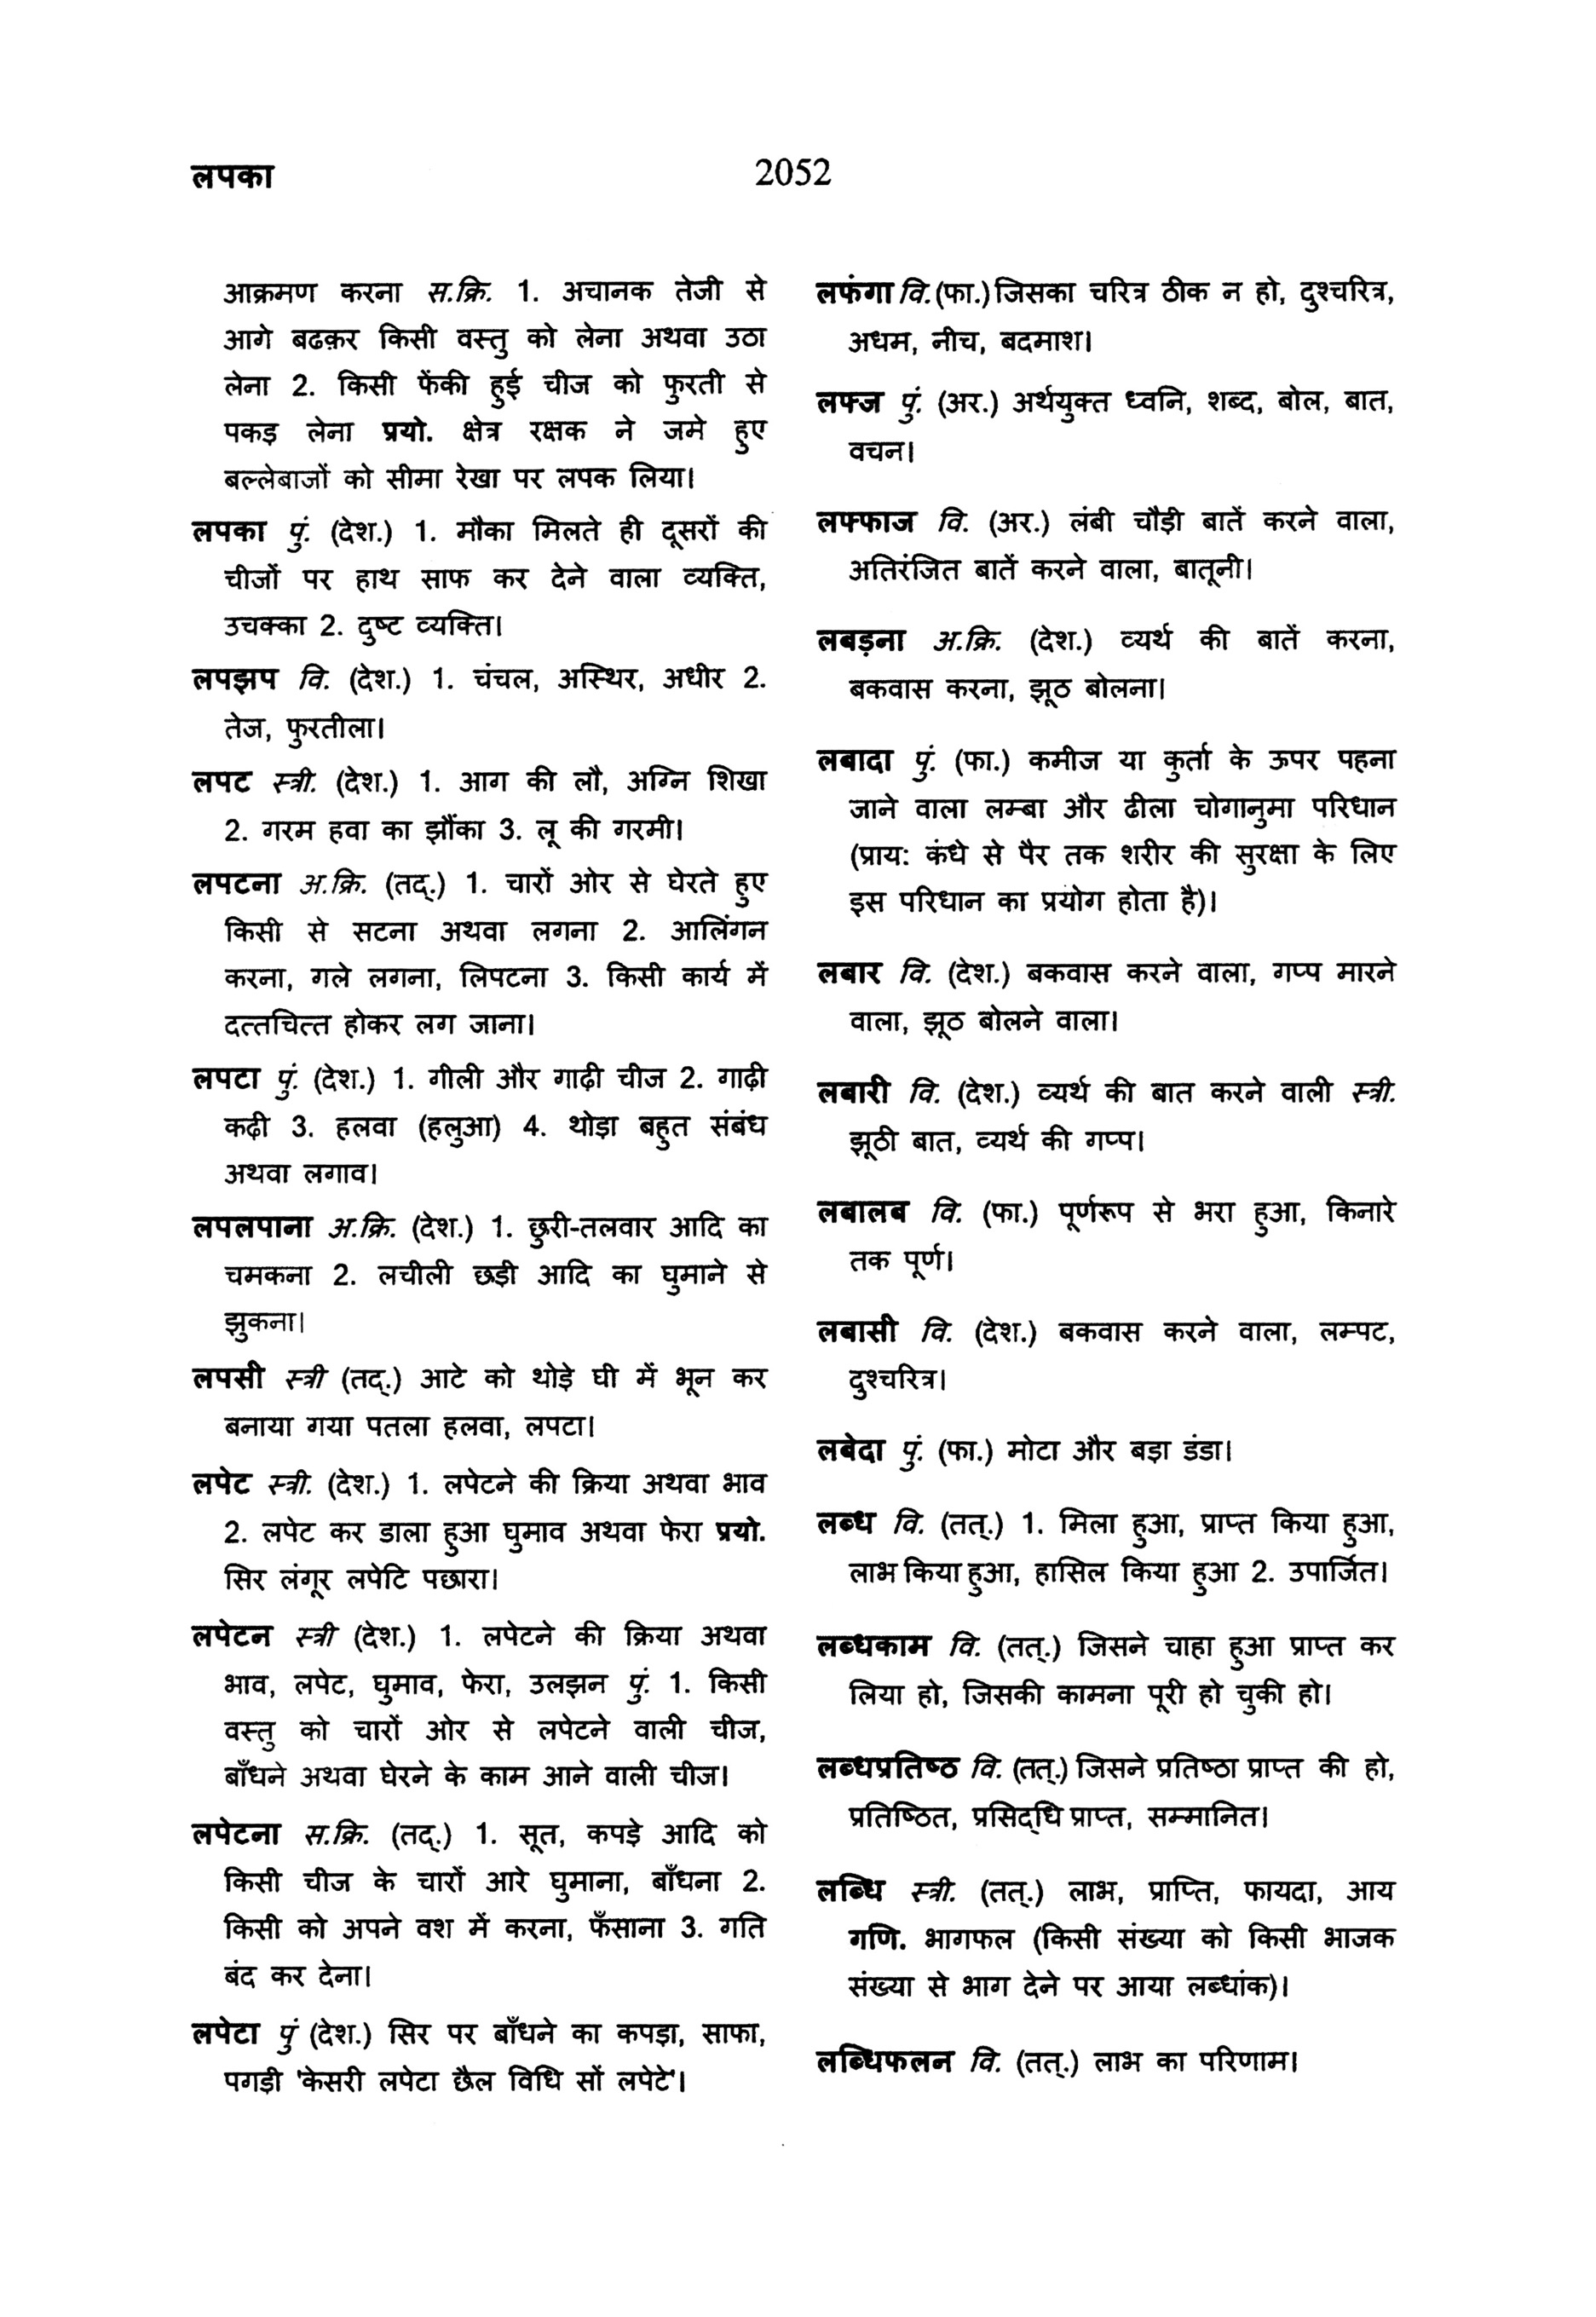 लपका
2052
आक्रमण करना स.क्रि. 1. अचानक तेजी से
आगे बढक़र किसी वस्तु को लेना अथवा उठा
लेना 2. किसी फेंकी हुई चीज को फुरती से
पकड़ लेना प्रयो. क्षेत्र रक्षक ने जमे हुए
बल्लेबाजों को सीमा रेखा पर लपक लिया।
लपका पुं. (देश.) 1. मौका मिलते ही दूसरों की
चीजों पर हाथ साफ कर देने वाला व्यक्ति,
उचक्का 2. दुष्ट व्यक्ति।
लपझप वि. (देश.) 1. चंचल, अस्थिर, अधीर 2.
तेज, फुरतीला।
लपट स्त्री. (देश.) 1. आग की लौ, अग्नि शिखा
2. गरम हवा का झौंका 3. लू की गरमी।
लपटना अ.क्रि. (तद्.) 1. चारों ओर से घेरते हुए
किसी से सटना अथवा लगना 2. आलिंगन
करना, गले लगना, लिपटना 3. किसी कार्य में
दत्तचित्त होकर लग जाना।
लपटा पुं. (देश.) 1. गीली और गाढ़ी चीज 2. गाढ़ी
कढ़ी 3. हलवा (हलुआ) 4. थोड़ा बहुत संबंध
अथवा लगाव।
लपलपाना अ.क्रि. (देश.) 1. छुरी-तलवार आदि का
चमकना 2. लचीली छड़ी आदि का घुमाने से
झुकना।
लपसी स्त्री (तद्.) आटे को थोड़े घी में भून कर
बनाया गया पतला हलवा, लपटा।
लपेट स्त्री. (देश.) 1. लपेटने की क्रिया अथवा भाव
2. लपेट कर डाला हुआ घुमाव अथवा फेरा प्रयो.
सिर लंगूर लपेटि पछारा।
लपेटन स्त्री (देश.) 1. लपेटने की क्रिया अथवा
भाव, लपेट, घुमाव, फेरा, उलझन पुं. 1. किसी
वस्तु को चारों ओर से लपेटने वाली चीज,
बाँधने अथवा घेरने के काम आने वाली चीज।
लपेटना स.क्रि. (तद्.) 1. सूत, कपड़े आदि को
किसी चीज के चारों आरे घुमाना, बाँधना 2.
किसी को अपने वश में करना, फँसाना 3. गति
बंद कर देना।
लपेटा पुं (देश.) सिर पर बाँधने का कपड़ा, साफा,
पगड़ी 'केसरी लपेटा छैल विधि सों लपेटे'।
लफंगा वि.(फा.)जिसका चरित्र ठीक न हो, दुश्चरित्र,
अधम, नीच, बदमाश।
लफ्ज पुं. (अर.) अर्थयुक्त ध्वनि, शब्द, बोल, बात,
वचन।
लफ्फाज वि. (अर.) लंबी चौड़ी बातें करने वाला,
अतिरंजित बातें करने वाला, बातूनी।
लबड़ना अ.क्रि. (देश.) व्यर्थ की बातें करना,
बकवास करना, झूठ बोलना।
लबादा पुं. (फा.) कमीज या कुर्ता के ऊपर पहना
जाने वाला लम्बा और ढीला चोगानुमा परिधान
(प्राय: कंधे से पैर तक शरीर की सुरक्षा के लिए
इस परिधान का प्रयोग होता है)।
लबार वि. (देश.) बकवास करने वाला, गप्प मारने
वाला, झूठ बोलने वाला।
लबारी वि. (देश.) व्यर्थ की बात करने वाली स्त्री.
झूठी बात, व्यर्थ की गप्प।
लबालब वि. (फा.) पूर्णरूप से भरा हुआ, किनारे
तक पूर्ण।
लबासी वि. (देश.) बकवास करने वाला, लम्पट,
दुश्चरित्र।
लबेदा पुं. (फा.) मोटा और बड़ा डंडा।
लब्ध वि. (तत्.) 1. मिला हुआ, प्राप्त किया हुआ,
लाभ किया हुआ, हासिल किया हुआ 2. उपार्जित।
लब्धकाम वि. (तत्.) जिसने चाहा हुआ प्राप्त कर
लिया हो, जिसकी कामना पूरी हो चुकी हो।
लब्धप्रतिष्ठ वि. (तत्.) जिसने प्रतिष्ठा प्राप्त की हो,
प्रतिष्ठित, प्रसिद्धि प्राप्त, सम्मानित।
लब्धि स्त्री. (तत्.) लाभ, प्राप्ति, फायदा, आय
गणि. भागफल (किसी संख्या को किसी भाजक
संख्या से भाग देने पर आया लब्धांक)।
लब्धिफलन वि. (तत्.) लाभ का परिणाम।